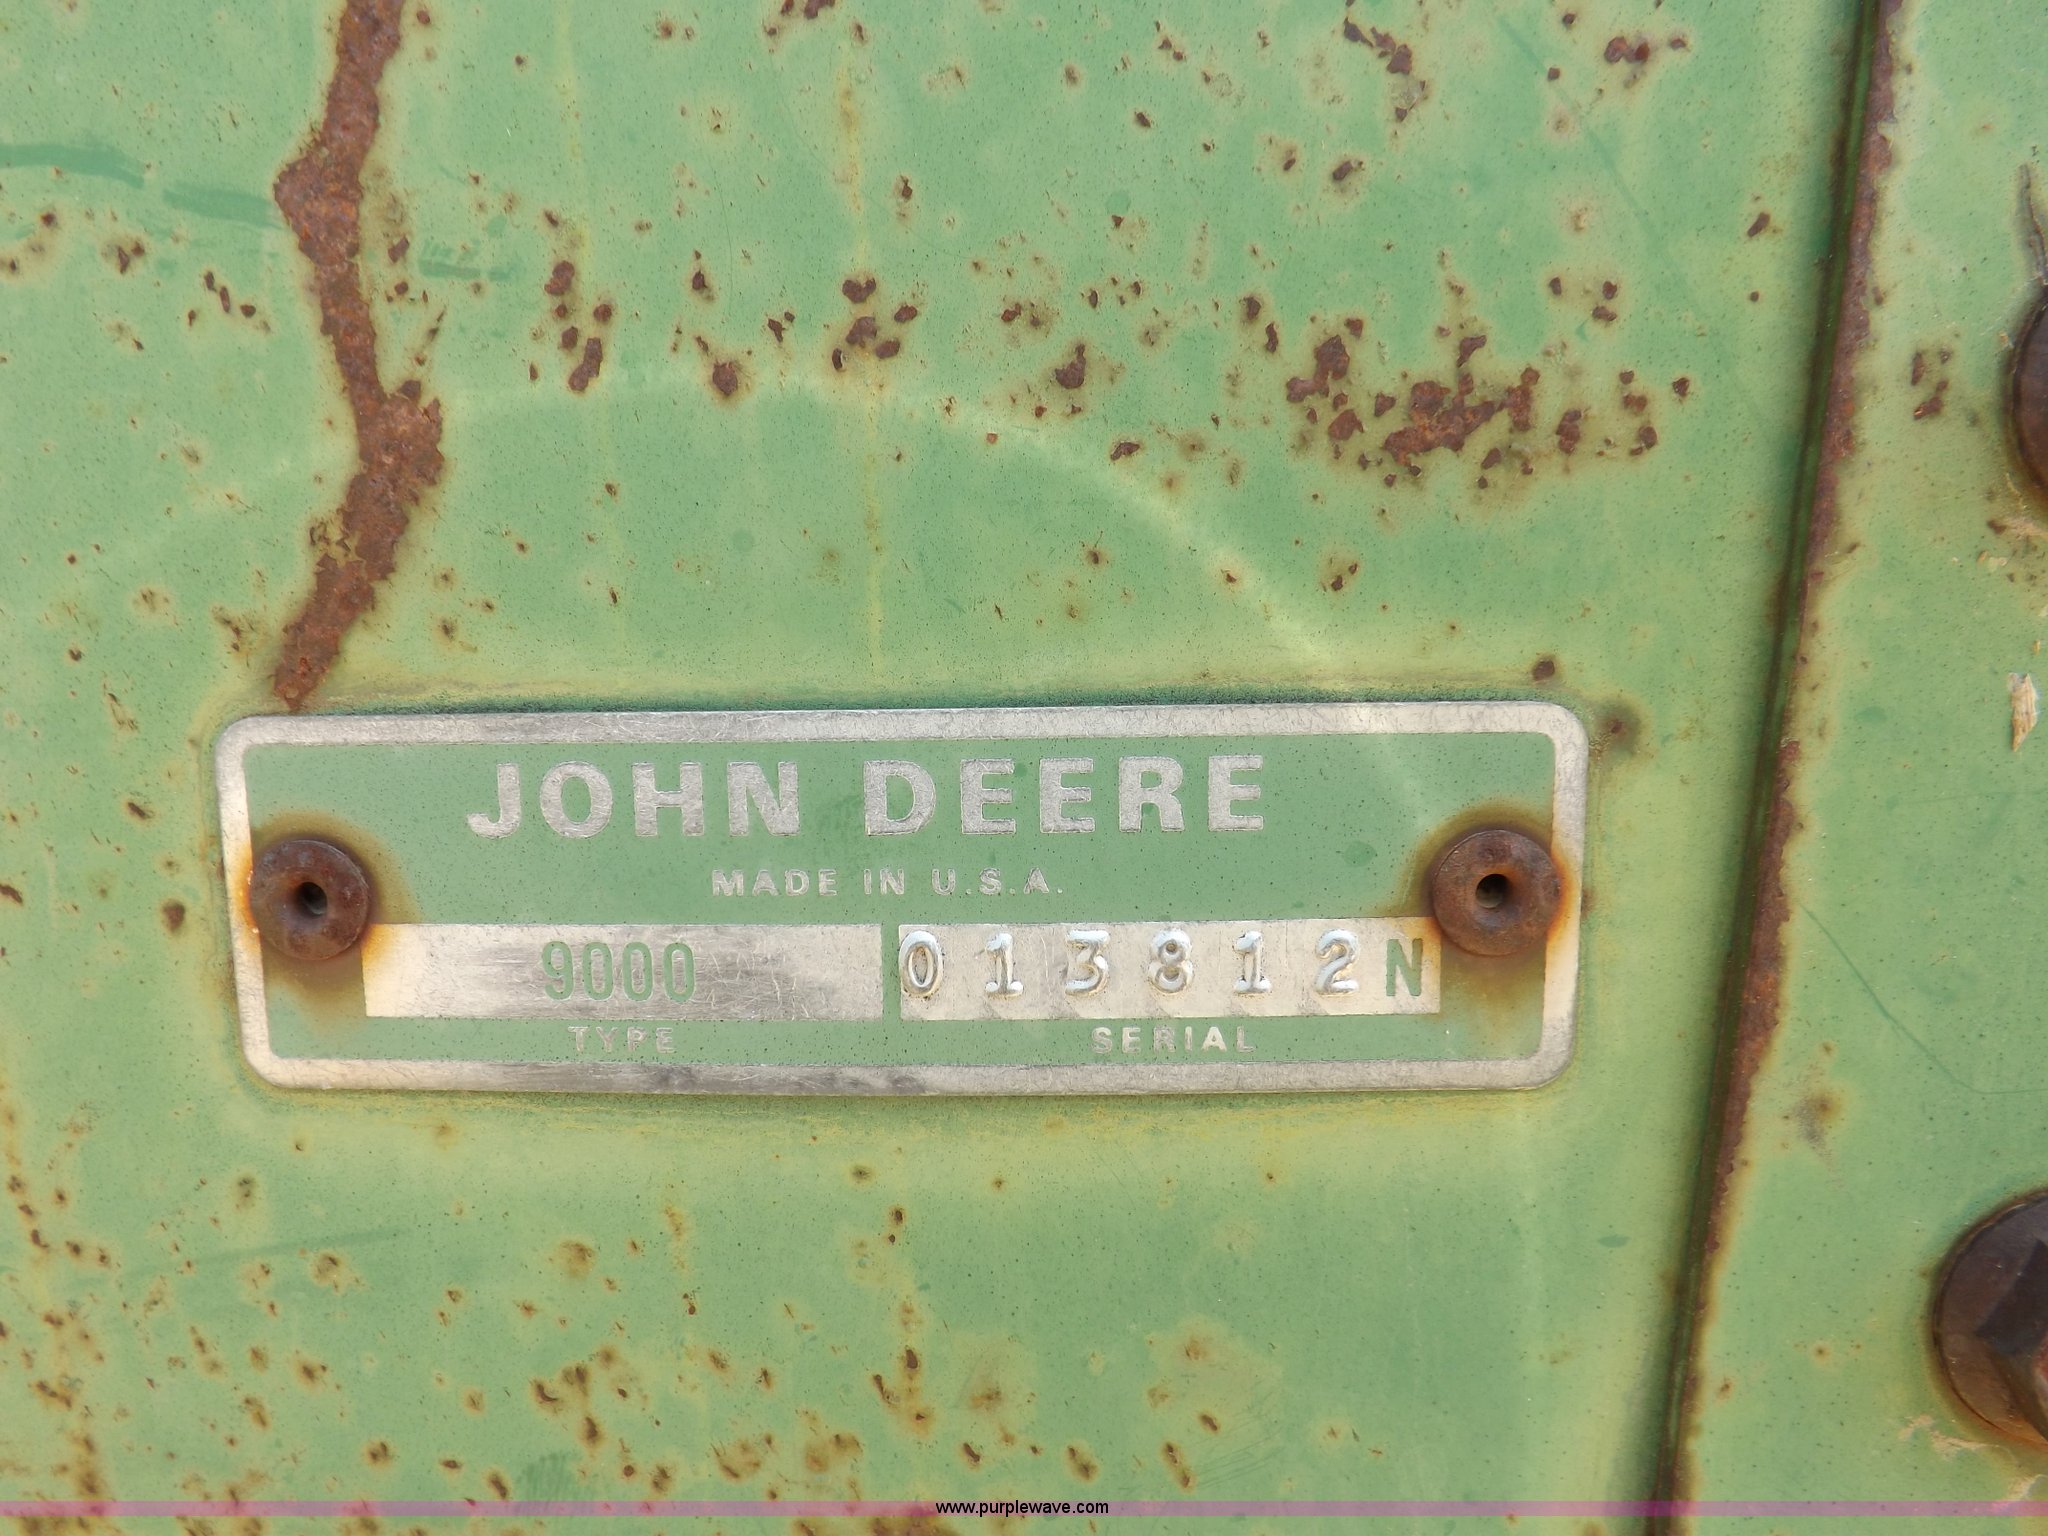 JOHN DEERE
MADE IN U.S.A.
9000 013812N
TYPE SERIAL
www.purplewave.com